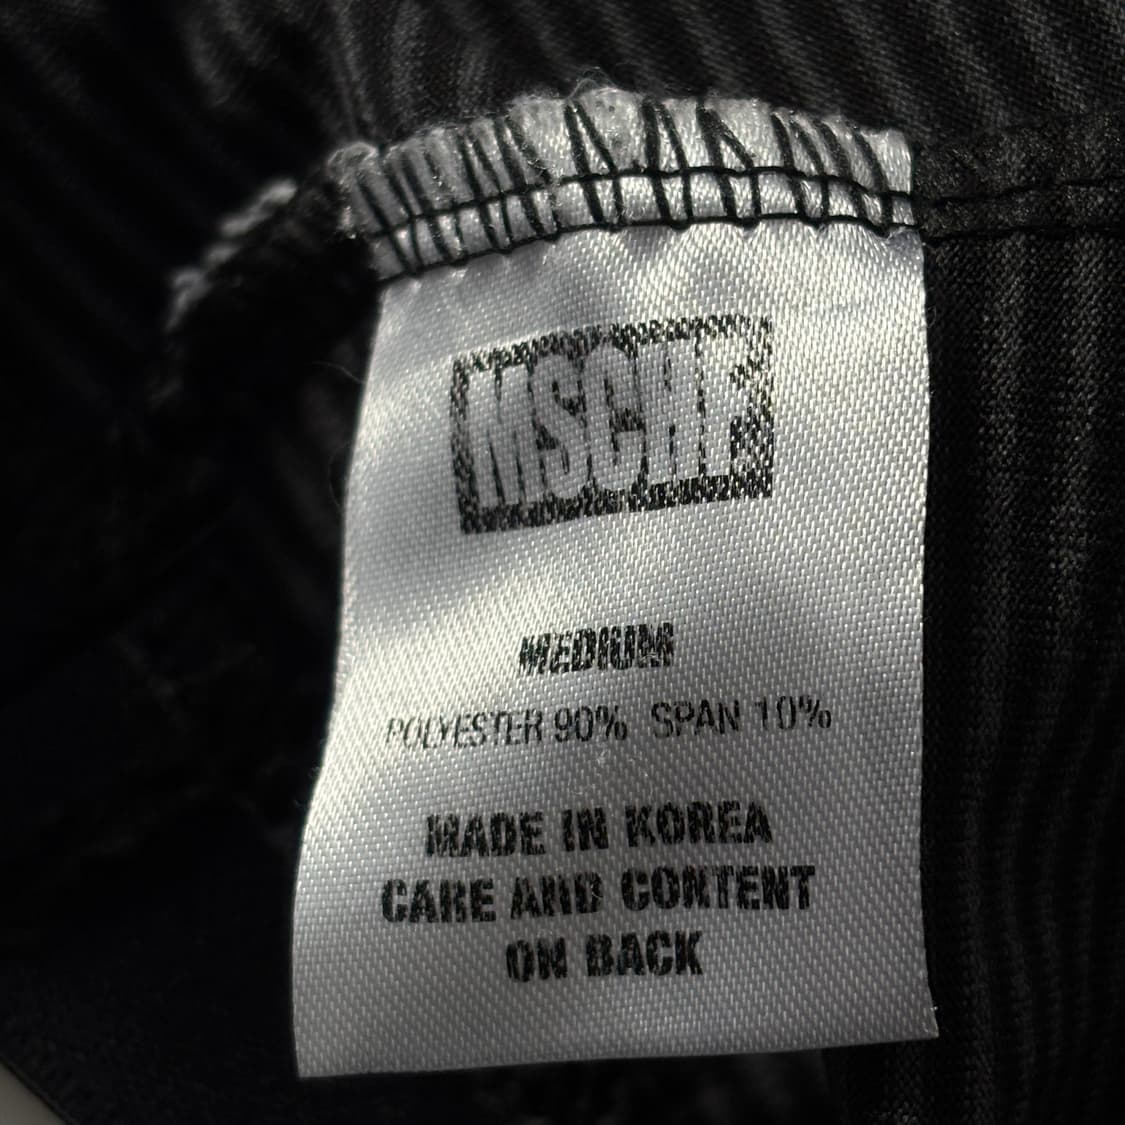 MSCHF
MEDIUM
POLYESTER 90% SPAN 10%
MADE IN KOREA
CARE AND CONTENT
ON BACK